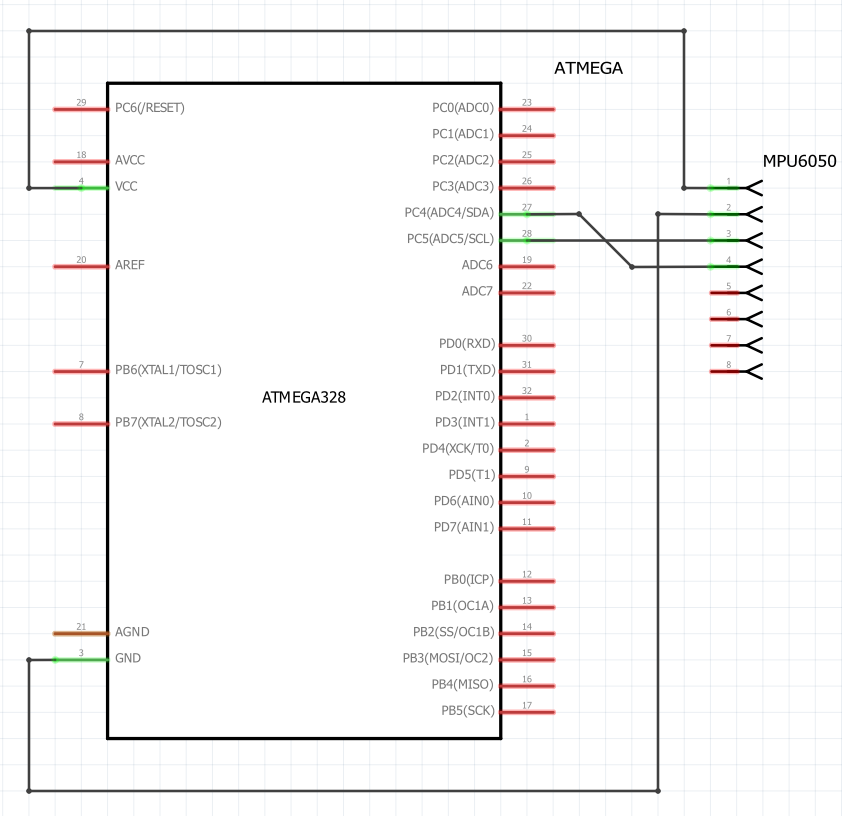 ATMEGA
29 PC6(/RESET) PC0(ADC0) 23
PC1(ADC1) 24
MPU6050
18 AVCC PC2(ADC2) 25
4 VCC PC3(ADC3) 26 1
PC4(ADC4/SDA) 27 2
PC5(ADC5/SCL) 28 3
20 AREF ADC6 19 4
ADC7 22 5
6
PD0(RXD) 30 7
7 PB6(XTAL1/TOSC1) PD1(TXD) 31 8
ATMEGA328 PD2(INT0) 32
8 PB7(XTAL2/TOSC2) PD3(INT1) 1
PD4(XCK/T0) 2
PD5(T1) 9
PD6(AIN0) 10
PD7(AIN1) 11
PB0(ICP) 12
PB1(OC1A) 13
21 AGND PB2(SS/OC1B) 14
3 GND PB3(MOSI/OC2) 15
PB4(MISO) 16
PB5(SCK) 17